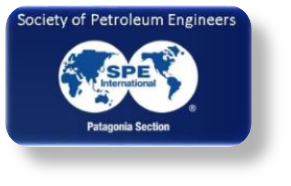 Society of Petroleum Engineers
SPE
International
®
Patagonia Section